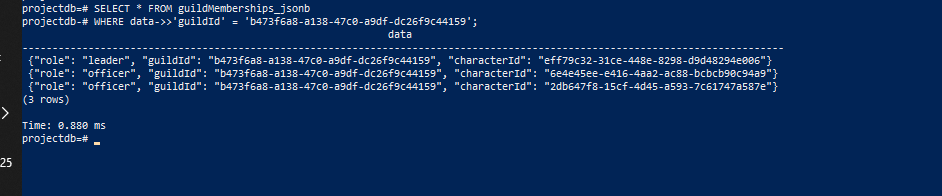 projectdb=# SELECT * FROM guildMemberships_jsonb
projectdb-# WHERE data->>'guildId' = 'b473f6a8-a138-47c0-a9df-dc26f9c44159';
data
{"role": "leader", "guildId": "b473f6a8-a138-47c0-a9df-dc26f9c44159", "characterId": "eff79c32-31ce-448e-8298-d9d48294e006"}
{"role": "officer", "guildId": "b473f6a8-a138-47c0-a9df-dc26f9c44159", "characterId": "6e4e45ee-e416-4aa2-ac88-bcbcb90c94a9"}
{"role": "officer", "guildId": "b473f6a8-a138-47c0-a9df-dc26f9c44159", "characterId": "2db647f8-15cf-4d45-a593-7c61747a587e"}
(3 rows)
Time: 0.880 ms
projectdb=#
25